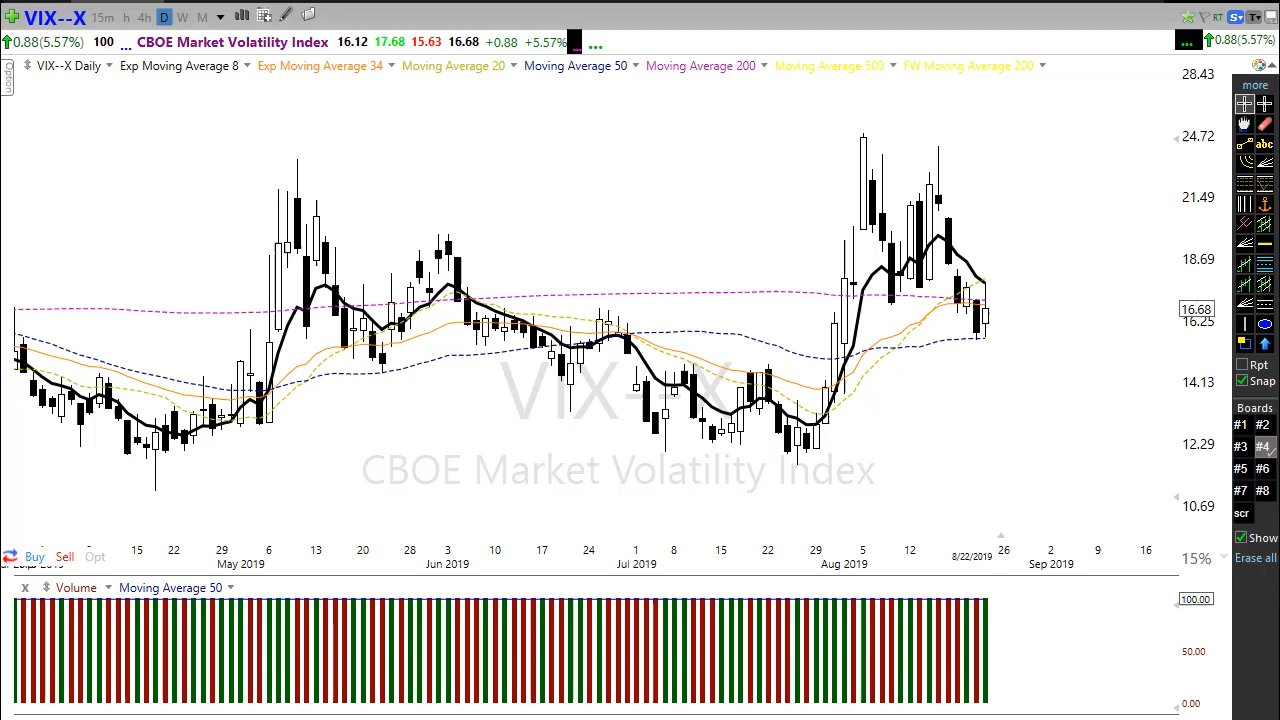 VIX--X 15m h 4h D W M S T
RT
0.88(5.57%) 100 ... CBOE Market Volatility Index 16.12 17.68 15.63 16.68 +0.88 +5.57% ... ... 0.88(5.57%)
Option
VIX--X Daily Exp Moving Average 8 Exp Moving Average 34 Moving Average 20 Moving Average 50 Moving Average 200 Moving Average 500 FW Moving Average 200
28.43
24.72
21.49
18.69
16.68
16.25
14.13
12.29
10.69
VIX--X
CBOE Market Volatility Index
more
abc
Rpt
Snap
Boards
#1 #2
#3 #4
#5 #6
#7 #8
scr
Show
Erase all
Buy Sell Opt
15 22 29 6 13 20 28 3 10 17 24 1 8 15 22 29 5 12 8/22/2019 26 2 9 16
May 2019 Jun 2019 Jul 2019 Aug 2019 Sep 2019
15%
x Volume Moving Average 50
100.00
50.00
0.00